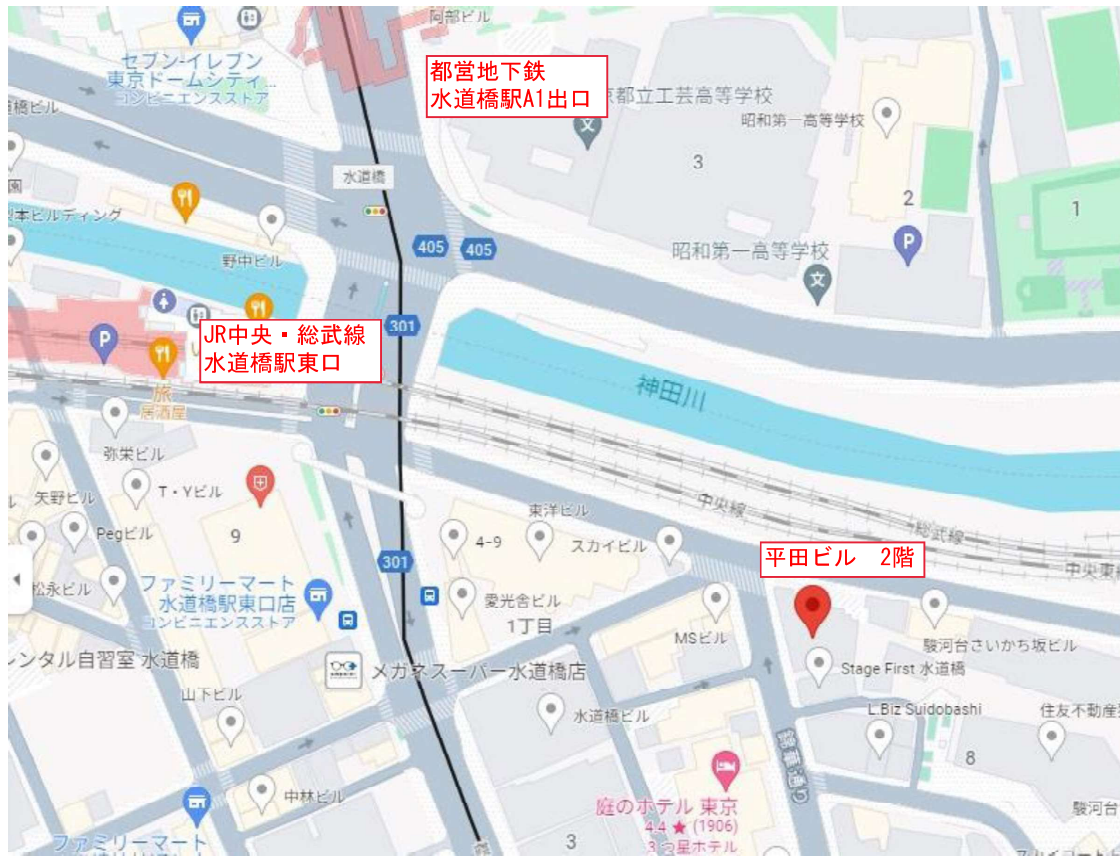 阿部ビル
セブン-イレブン
東京ドームシティ...
コンビニエンスストア
都営地下鉄
水道橋駅A1出口
京都立工芸高等学校
昭和第一高等学校
道橋ビル
水道橋
3
2
1
園
本ビルディング
P
野中ビル
405
405
昭和第一高等学校
301
JR中央・総武線
水道橋駅東口
P
旅
居酒屋
神田川
弥栄ビル
T・Yビル
矢野ビル
Pegビル
9
中央線
総武線
東洋ビル
4-9
スカイビル
301
平田ビル 2階
中央東
松永ビル
ファミリーマート
水道橋駅東口店
コンビニエンスストア
愛光舎ビル
1丁目
MSビル
駿河台さいかち坂ビル
レンタル自習室 水道橋
メガネスーパー水道橋店
Stage First 水道橋
山下ビル
水道橋ビル
L.Biz Suidobashi
住友不動産
錦華通り
8
中林ビル
庭のホテル 東京
4.4 ★ (1906)
3 つ星ホテル
駿河台
ファミリーマート
3